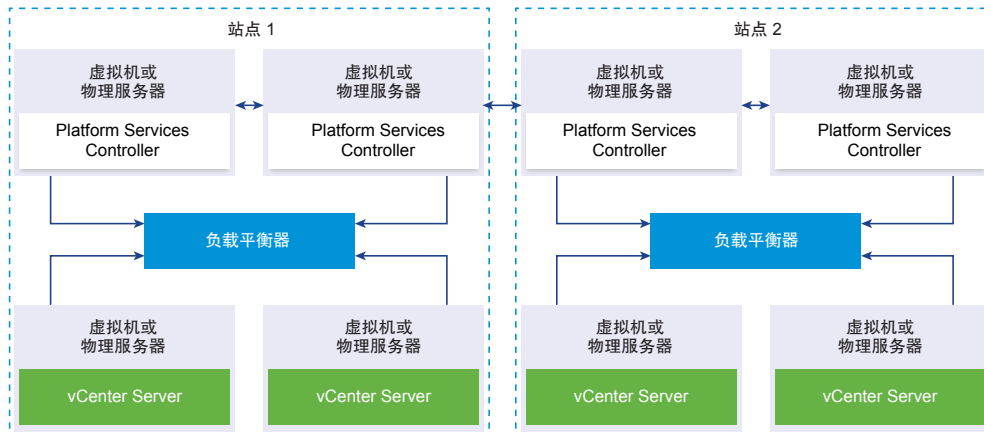 站点 1
站点 2
虚拟机或
物理服务器
虚拟机或
物理服务器
虚拟机或
物理服务器
虚拟机或
物理服务器
Platform Services
Controller
Platform Services
Controller
Platform Services
Controller
Platform Services
Controller
负载平衡器
负载平衡器
虚拟机或
物理服务器
虚拟机或
物理服务器
虚拟机或
物理服务器
虚拟机或
物理服务器
vCenter Server
vCenter Server
vCenter Server
vCenter Server